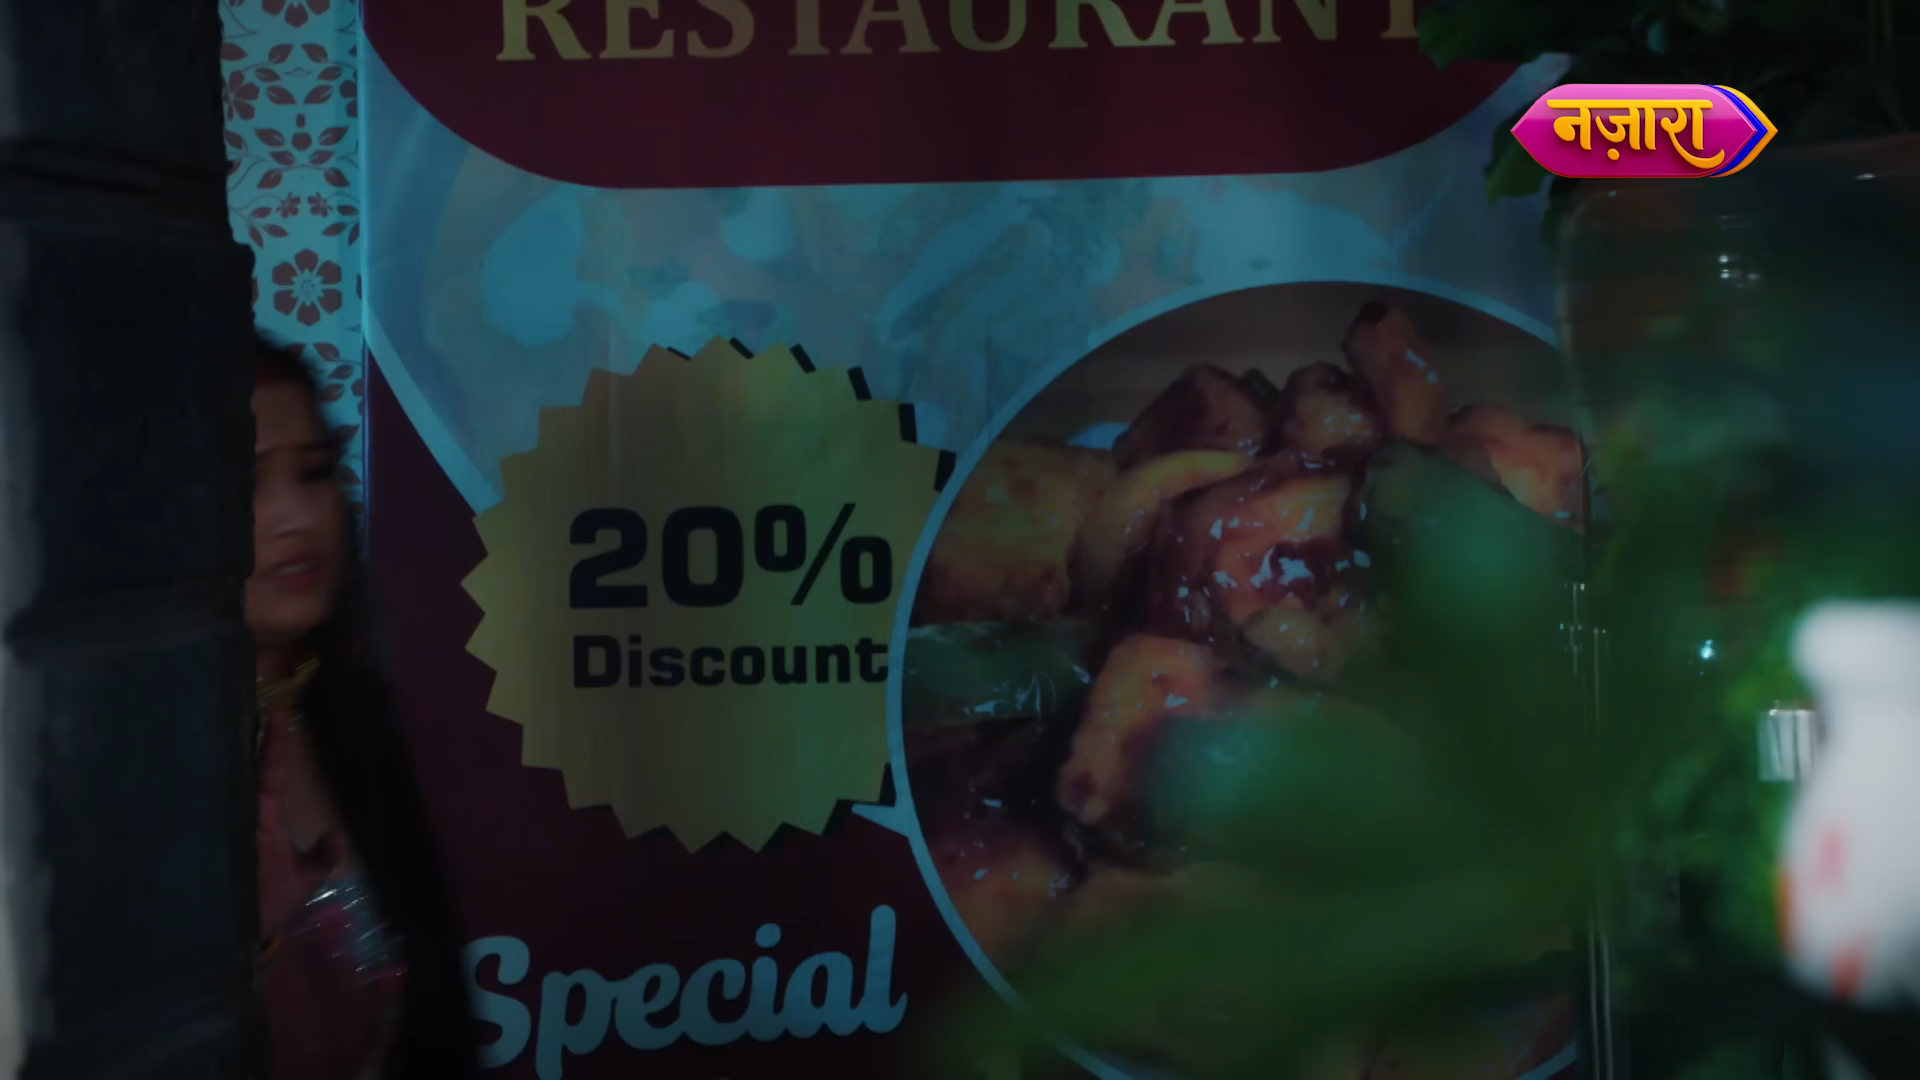 RESTAURANT
नज़ारा
20%
Discount
Special